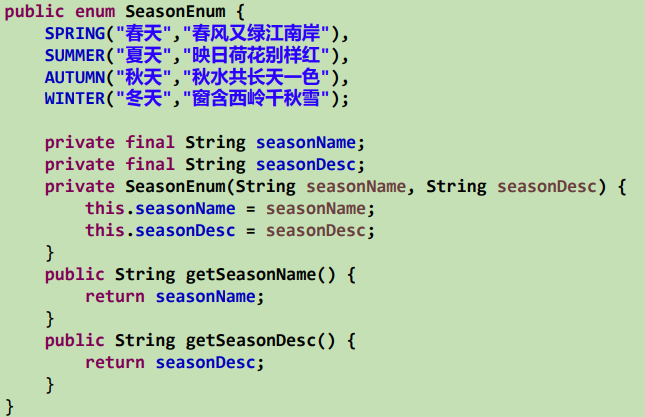 public enum SeasonEnum {
    SPRING("春天","春风又绿江南岸"),
    SUMMER("夏天","映日荷花别样红"),
    AUTUMN("秋天","秋水共长天一色"),
    WINTER("冬天","窗含西岭千秋雪");

    private final String seasonName;
    private final String seasonDesc;
    private SeasonEnum(String seasonName, String seasonDesc) {
        this.seasonName = seasonName;
        this.seasonDesc = seasonDesc;
    }
    public String getSeasonName() {
        return seasonName;
    }
    public String getSeasonDesc() {
        return seasonDesc;
    }
}